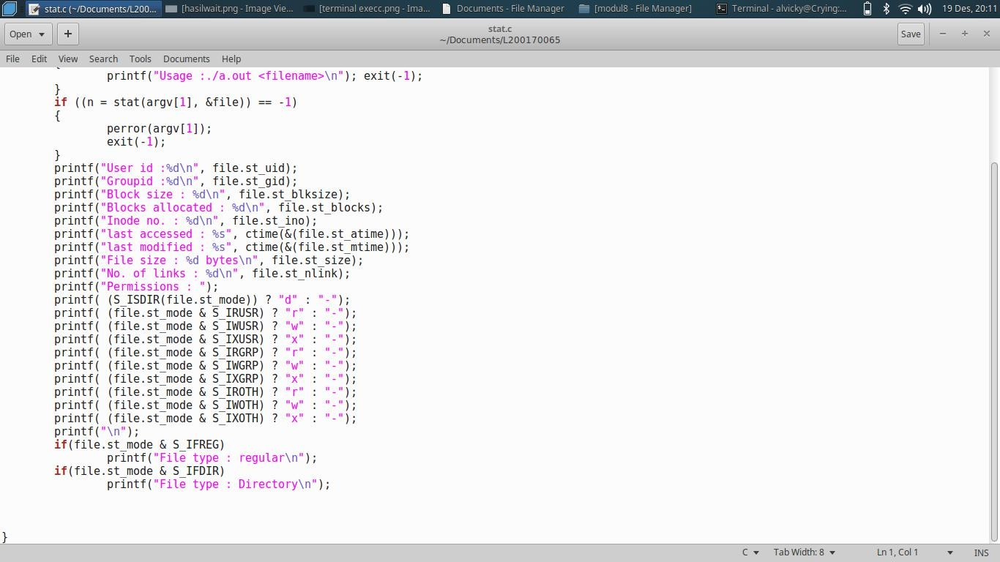 stat.c (~/Documents/L200...
[hasilwait.png - Image Vie...
[terminal execc.png - Ima...
Documents - File Manager
[modul8 - File Manager]
Terminal - alvicky@Crying:...
19 Des, 20:11
Open
+
stat.c
~/Documents/L200170065
Save
File Edit View Search Tools Documents Help
{
printf("Usage :./a.out <filename>\n"); exit(-1);
}
if ((n = stat(argv[1], &file)) == -1)
{
perror(argv[1]);
exit(-1);
}
printf("User id :%d\n", file.st_uid);
printf("Groupid :%d\n", file.st_gid);
printf("Block size : %d\n", file.st_blksize);
printf("Blocks allocated : %d\n", file.st_blocks);
printf("Inode no. : %d\n", file.st_ino);
printf("last accessed : %s", ctime(&(file.st_atime)));
printf("last modified : %s", ctime(&(file.st_mtime)));
printf("File size : %d bytes\n", file.st_size);
printf("No. of links : %d\n", file.st_nlink);
printf("Permissions : ");
printf( (S_ISDIR(file.st_mode)) ? "d" : "-");
printf( (file.st_mode & S_IRUSR) ? "r" : "-");
printf( (file.st_mode & S_IWUSR) ? "w" : "-");
printf( (file.st_mode & S_IXUSR) ? "x" : "-");
printf( (file.st_mode & S_IRGRP) ? "r" : "-");
printf( (file.st_mode & S_IWGRP) ? "w" : "-");
printf( (file.st_mode & S_IXGRP) ? "x" : "-");
printf( (file.st_mode & S_IROTH) ? "r" : "-");
printf( (file.st_mode & S_IWOTH) ? "w" : "-");
printf( (file.st_mode & S_IXOTH) ? "x" : "-");
printf("\n");
if(file.st_mode & S_IFREG)
printf("File type : regular\n");
if(file.st_mode & S_IFDIR)
printf("File type : Directory\n");
}
C Tab Width: 8 Ln 1, Col 1 INS